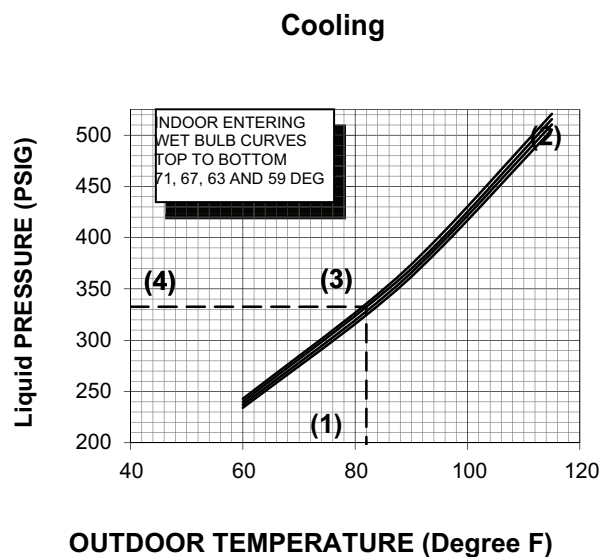 Cooling
INDOOR ENTERING
WET BULB CURVES
TOP TO BOTTOM
71, 67, 63 AND 59 DEG
Liquid PRESSURE (PSIG)
500
450
400
350
300
250
200
(2)
(4)
(3)
(1)
40
60
80
100
120
OUTDOOR TEMPERATURE (Degree F)